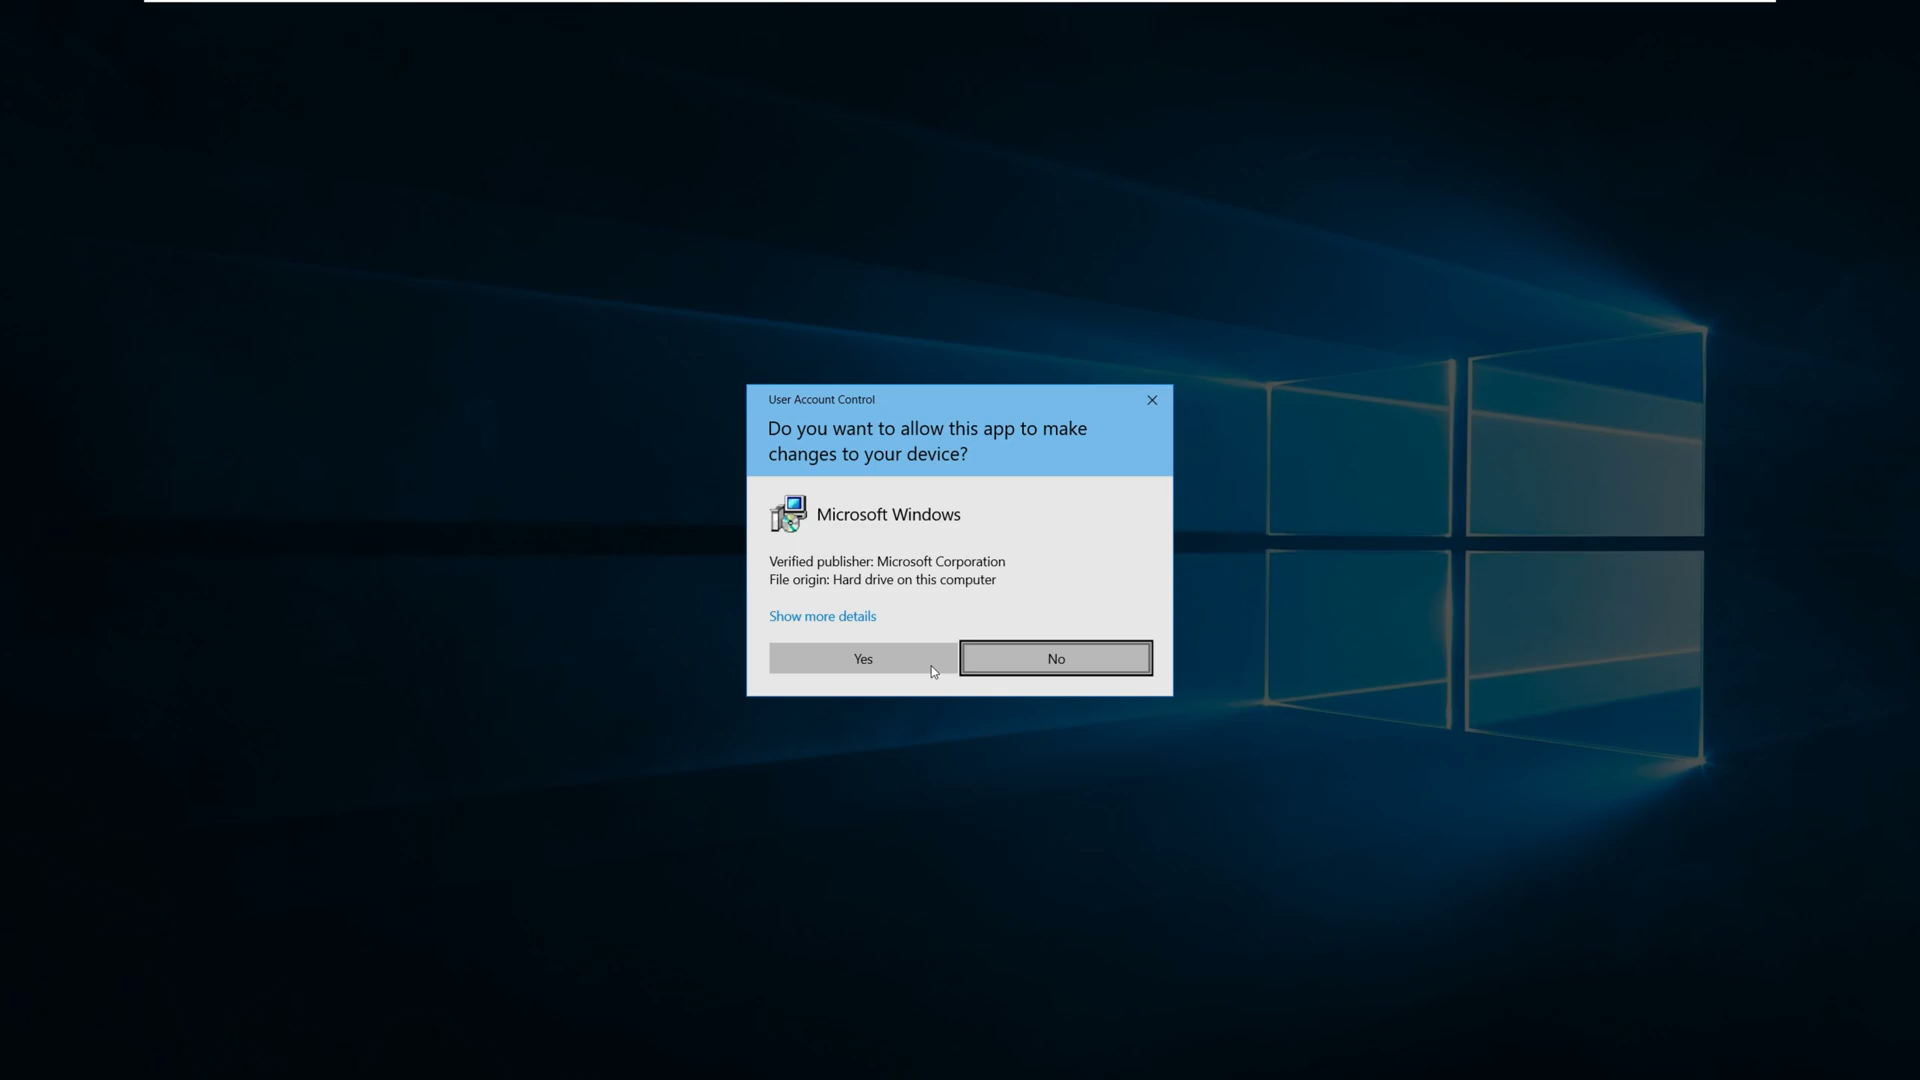 User Account Control
Do you want to allow this app to make
changes to your device?
Microsoft Windows
Verified publisher: Microsoft Corporation
File origin: Hard drive on this computer
Show more details
Yes
No